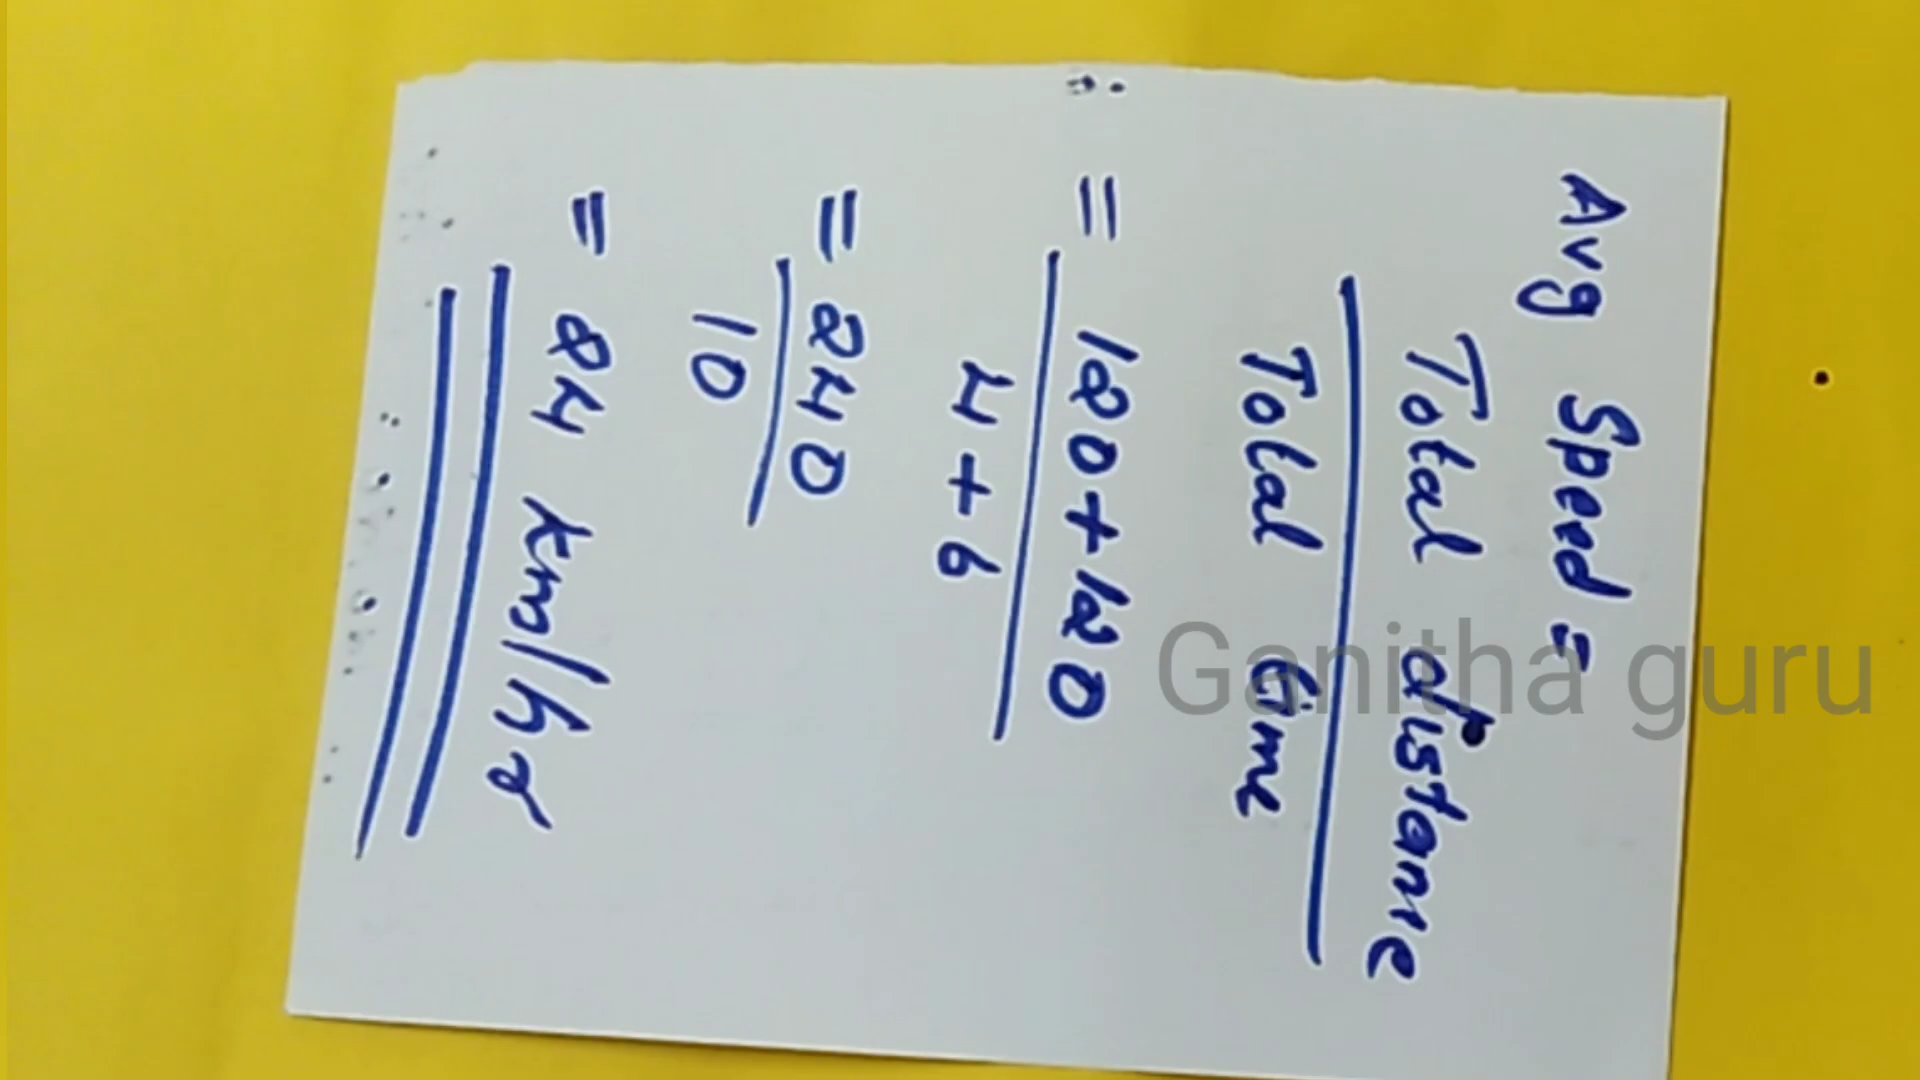 Avg Speed =
Total distance
Total time
= 120+120
4+6
= 240
10
= 24 km/hr
Ganitha guru